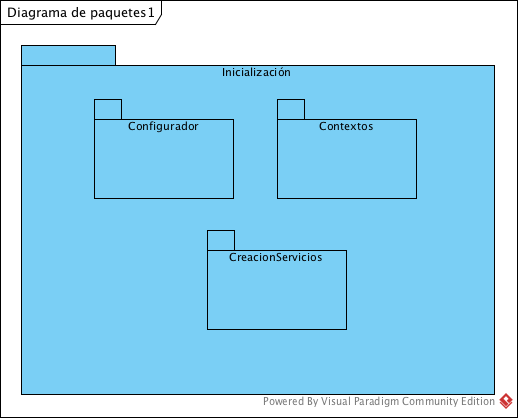 Diagrama de paquetes1
Inicialización
Configurador
Contextos
CreacionServicios
Powered By Visual Paradigm Community Edition